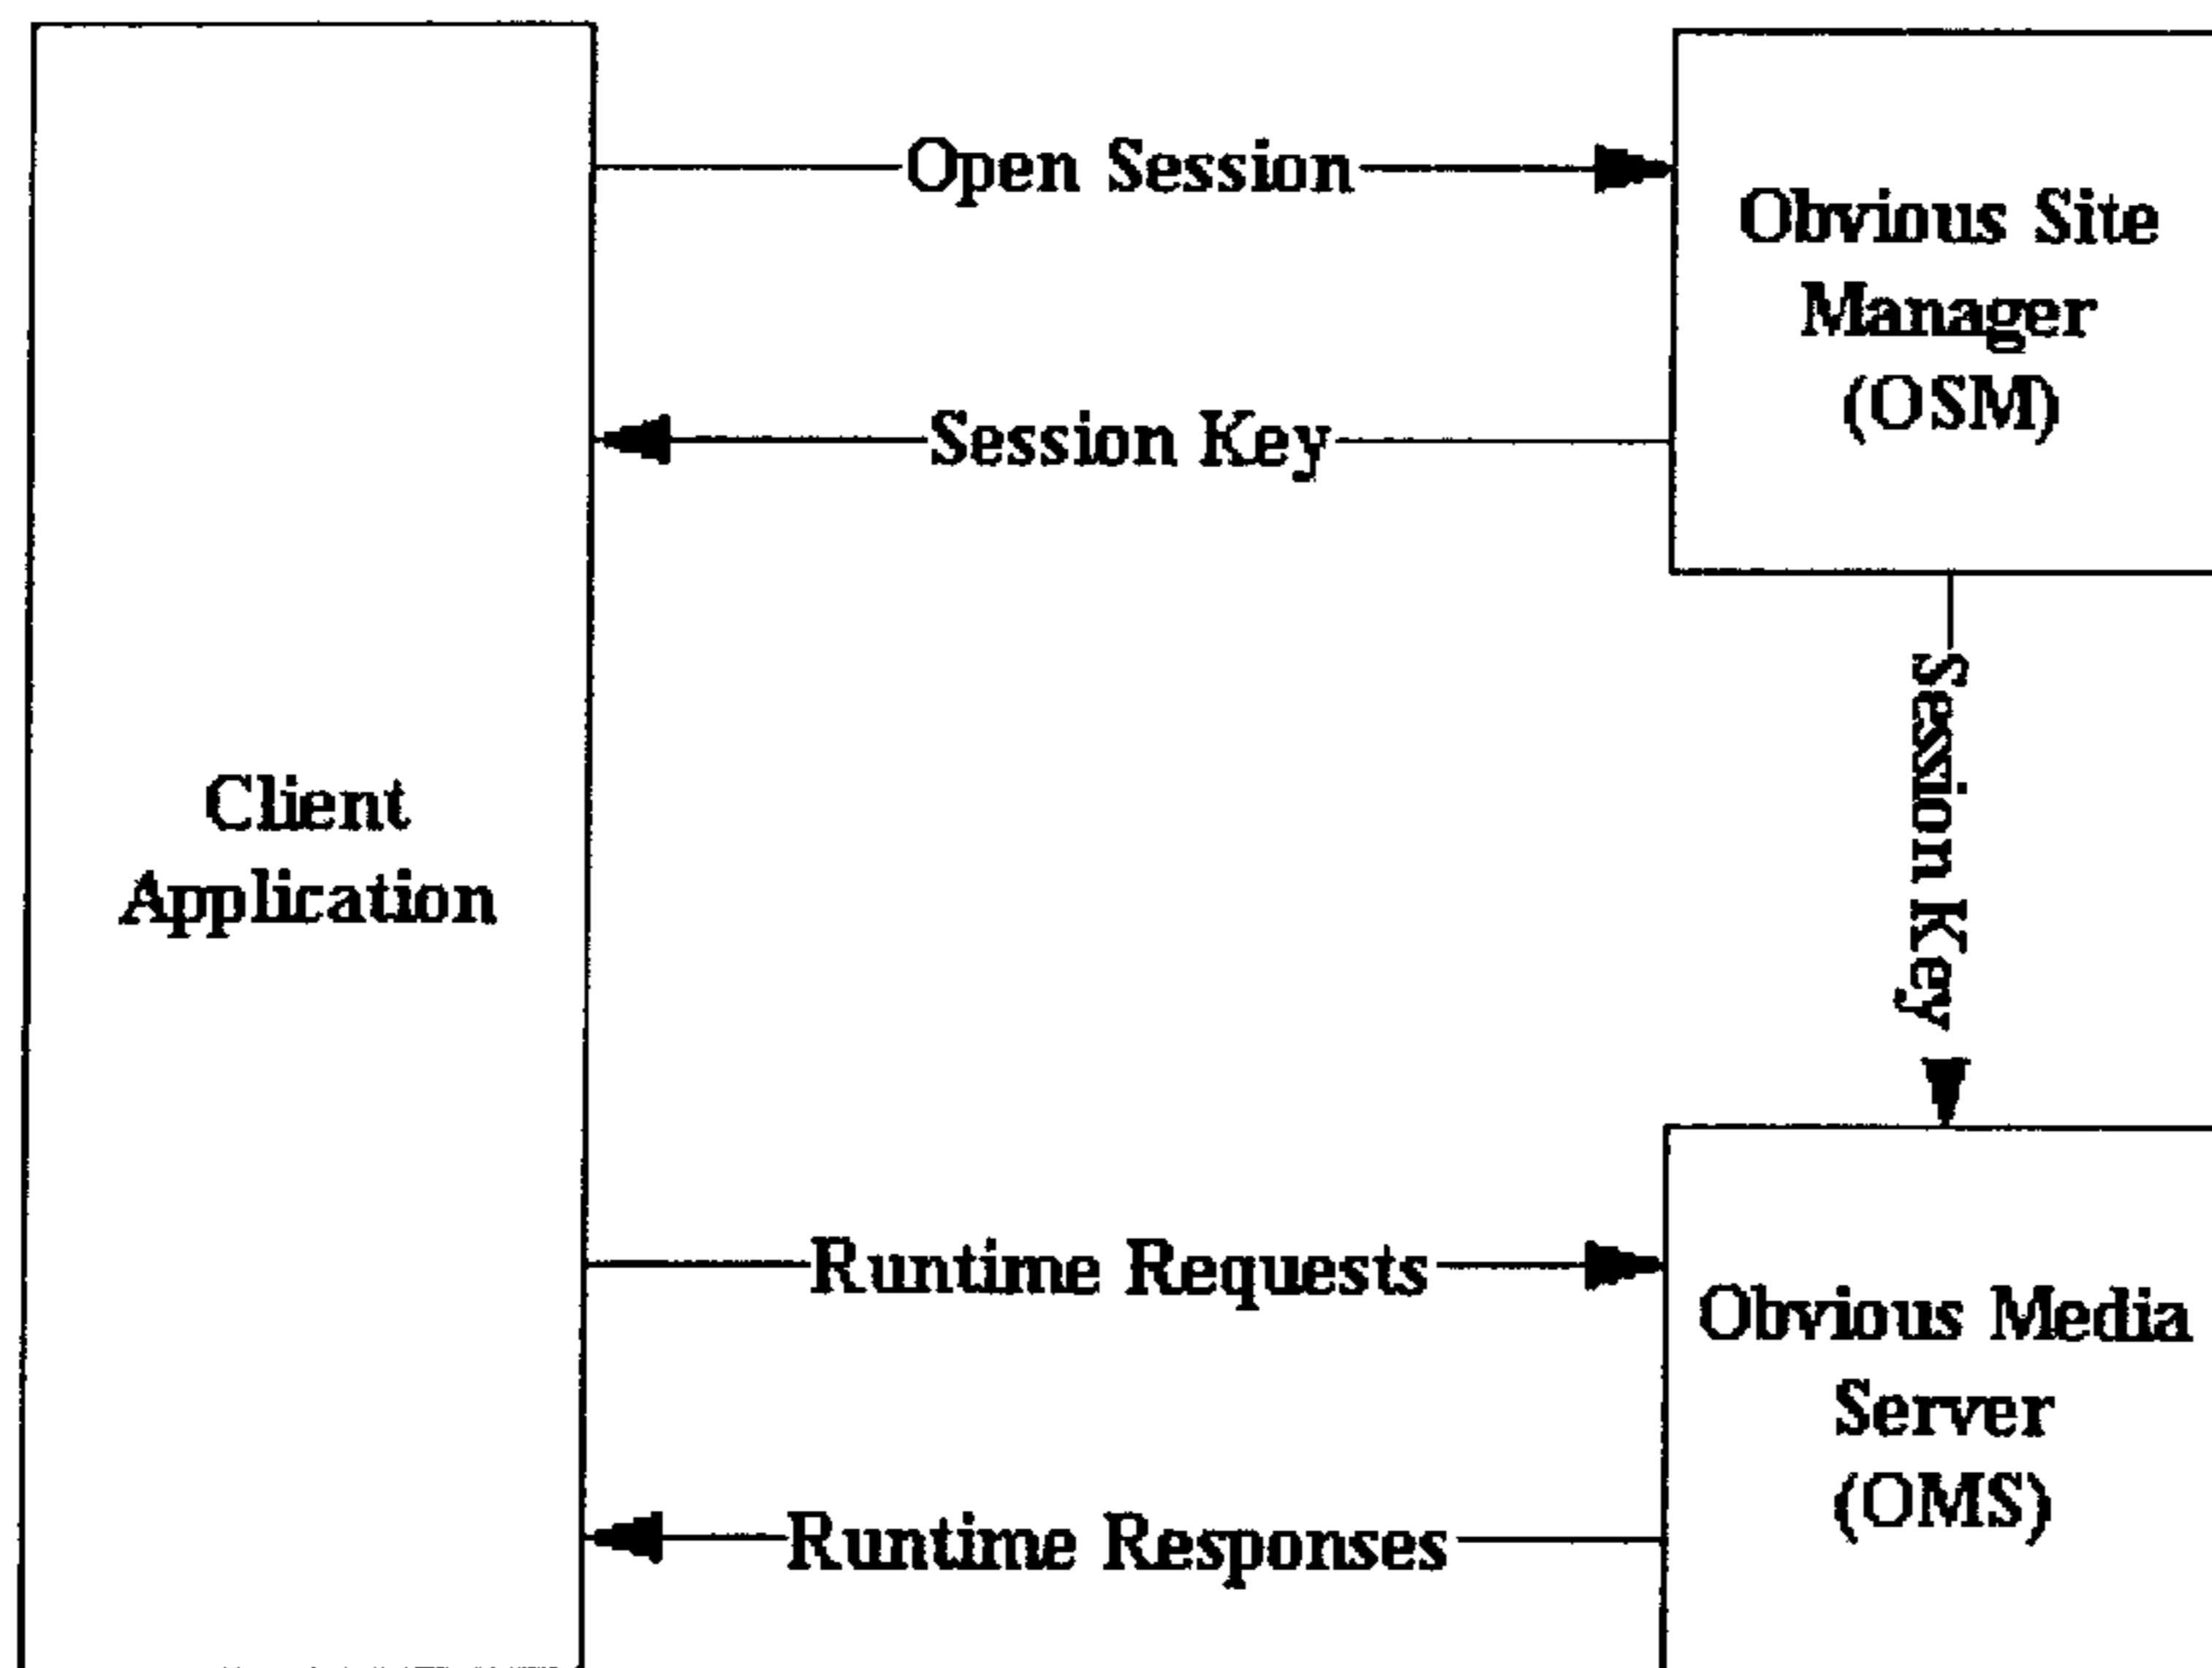 Open Session
Obvious Site
Manager
(OSM)
Session Key
Session Key
Client
Application
Runtime Requests
Obvious Media
Server
(OMS)
Runtime Responses